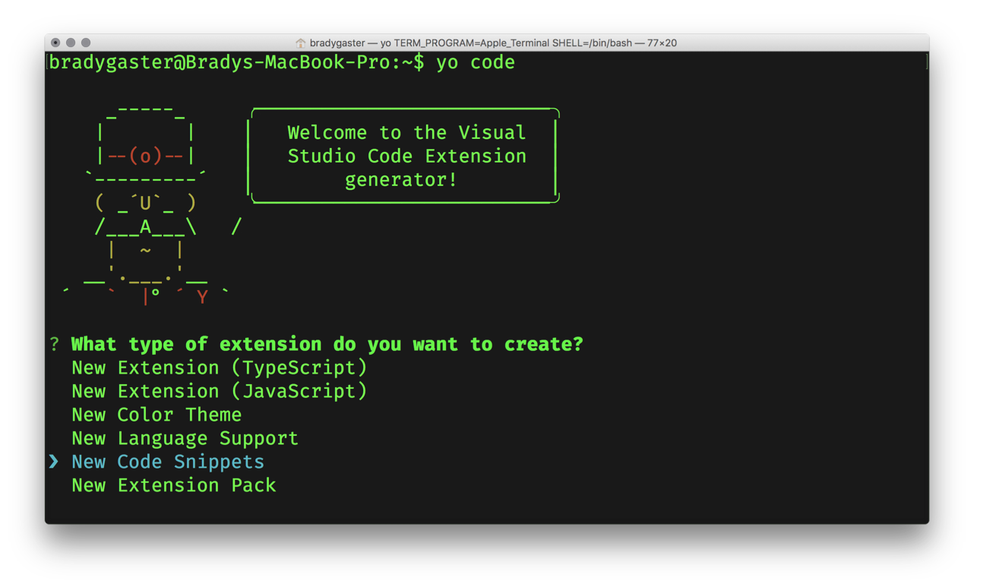 bradygaster — yo TERM_PROGRAM=Apple_Terminal SHELL=/bin/bash — 77×20
bradygaster@Bradys-MacBook-Pro:~$ yo code
Welcome to the Visual
Studio Code Extension
generator!
--(o)--
( _´U`_ )
/___A___\ /
| ~ |
'.___.'
` |° ´ Y `
? What type of extension do you want to create?
New Extension (TypeScript)
New Extension (JavaScript)
New Color Theme
New Language Support
❯ New Code Snippets
New Extension Pack